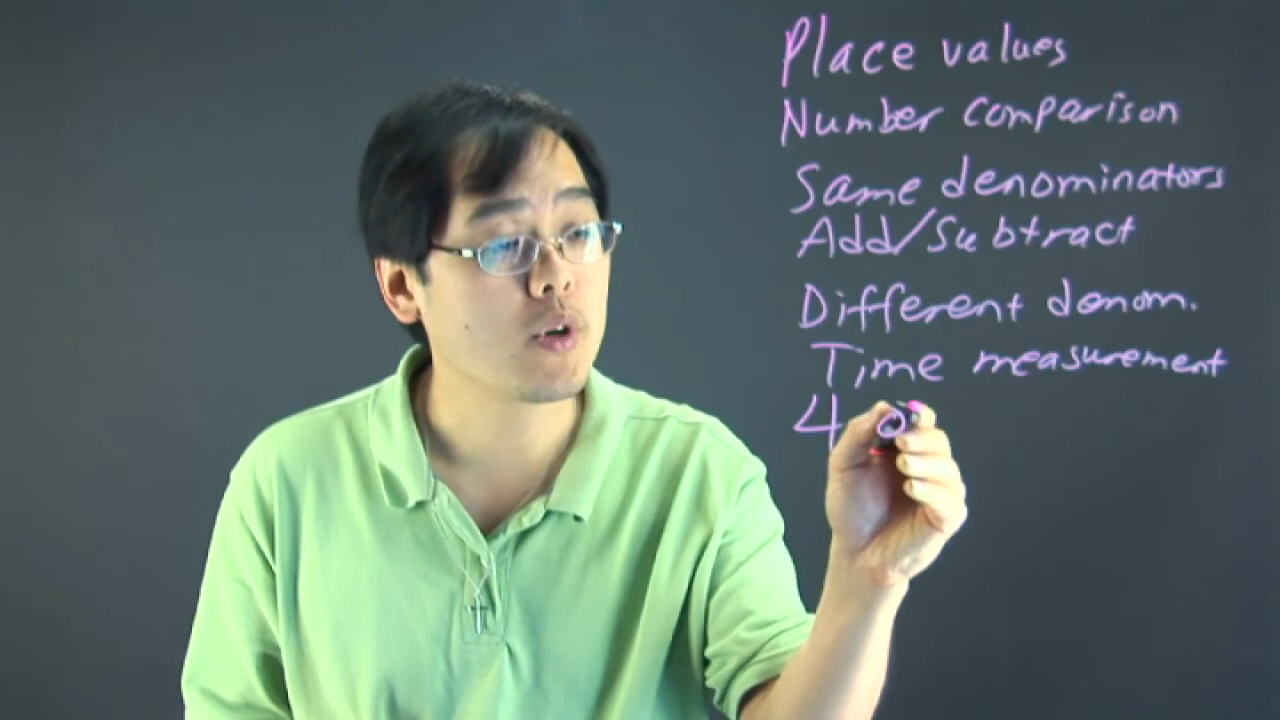 Place values
Number comparison
Same denominators
Add/Subtract
Different denom.
Time measurement
4